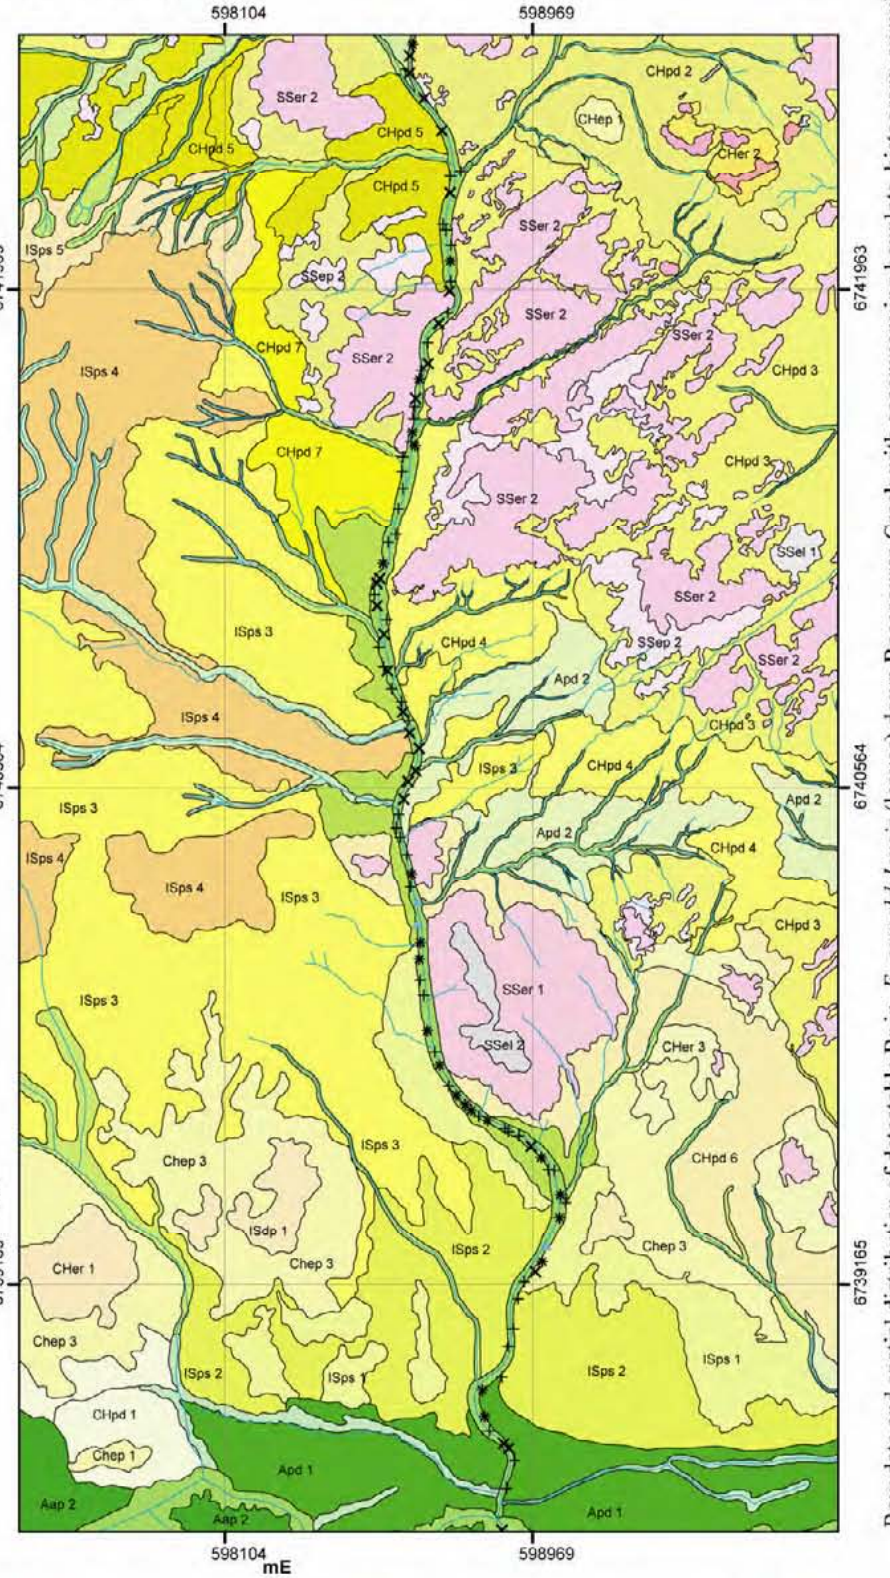 598104 598969
CHpd 2
SSer 2
CHep 1
CHpd 5
CHpd 5
CHer 2
CHpd 5
SSer 2
ISps 5
SSep 2
6741963
SSer 2
SSer 2
CHpd 7
SSer 2
ISps 4
CHpd 3
CHpd 7
CHpd 3
SSer 2
SSel 1
SSer 2
ISps 3
CHpd 4
SSep 2
SSer 2
Apd 2
ISps 4
CHpd 3
ISps 3
CHpd 4
6740564
ISps 3
Apd 2
Apd 2
CHpd 4
ISps 4
ISps 4
ISps 3
CHpd 3
SSer 1
ISps 3
SSel 2
CHer 3
ISps 3
Chep 3
CHpd 6
ISdp 1
ISps 2
Chep 3
Chep 3
CHer 1
6739165
Chep 3
ISps 2
ISps 1
ISps 2
ISps 1
CHpd 1
Chep 1
Apd 1
Aap 2
Aap 2
Apd 1
598104 598969
mE